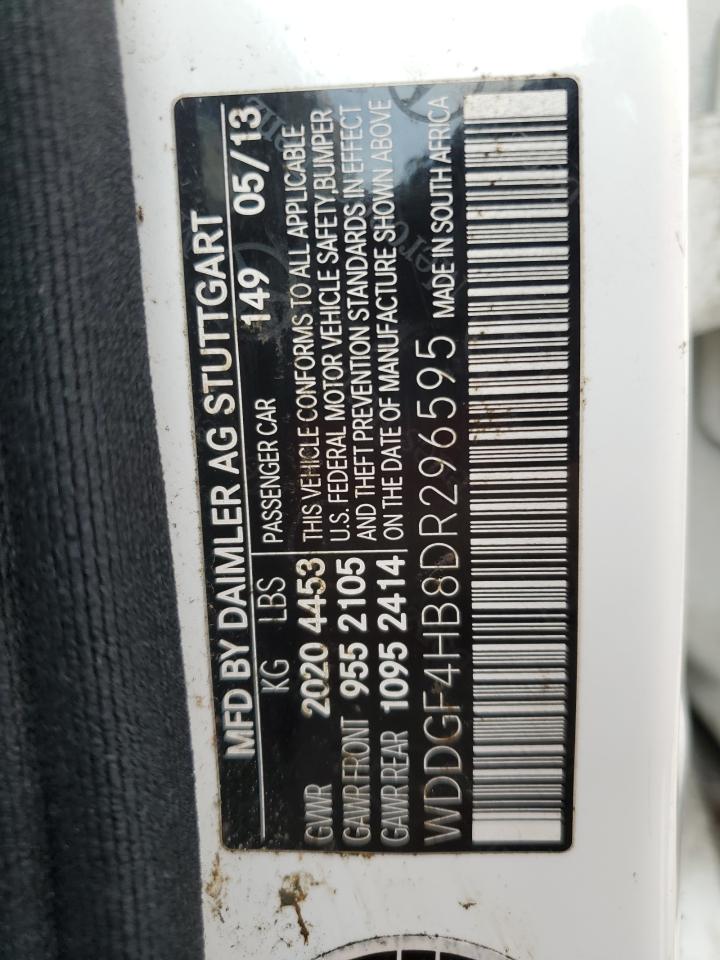 MFD BY DAIMLER AG STUTTGART
KG LBS PASSENGER CAR 149 05/13
GWR 2020 4453 THIS VEHICLE CONFORMS TO ALL APPLICABLE
U.S. FEDERAL MOTOR VEHICLE SAFETY,BUMPER
GAWR FRONT 955 2105 AND THEFT PREVENTION STANDARDS IN EFFECT
GAWR REAR 1095 2414 ON THE DATE OF MANUFACTURE SHOWN ABOVE
WDDGF4HB8DR296595 MADE IN SOUTH AFRICA